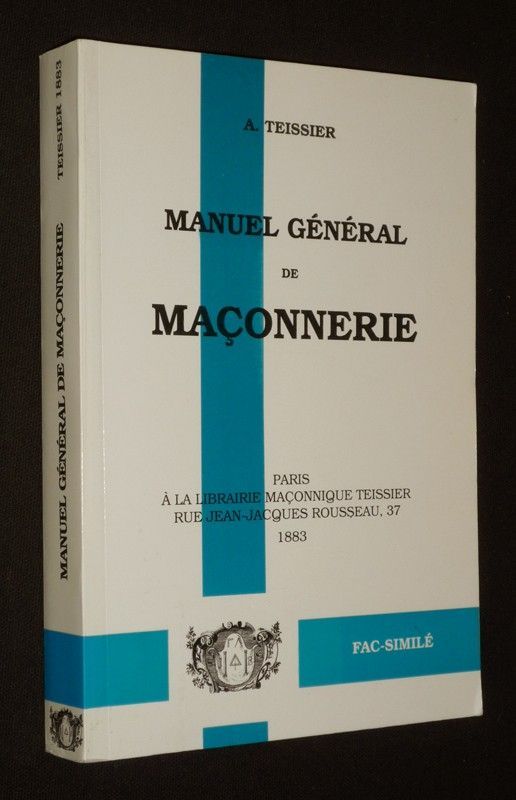 TEISSIER 1883
MANUEL GÉNÉRAL DE MAÇONNERIE
A. TEISSIER
MANUEL GÉNÉRAL
DE
MAÇONNERIE
PARIS
À LA LIBRAIRIE MAÇONNIQUE TEISSIER
RUE JEAN-JACQUES ROUSSEAU, 37
1883
FAC-SIMILÉ